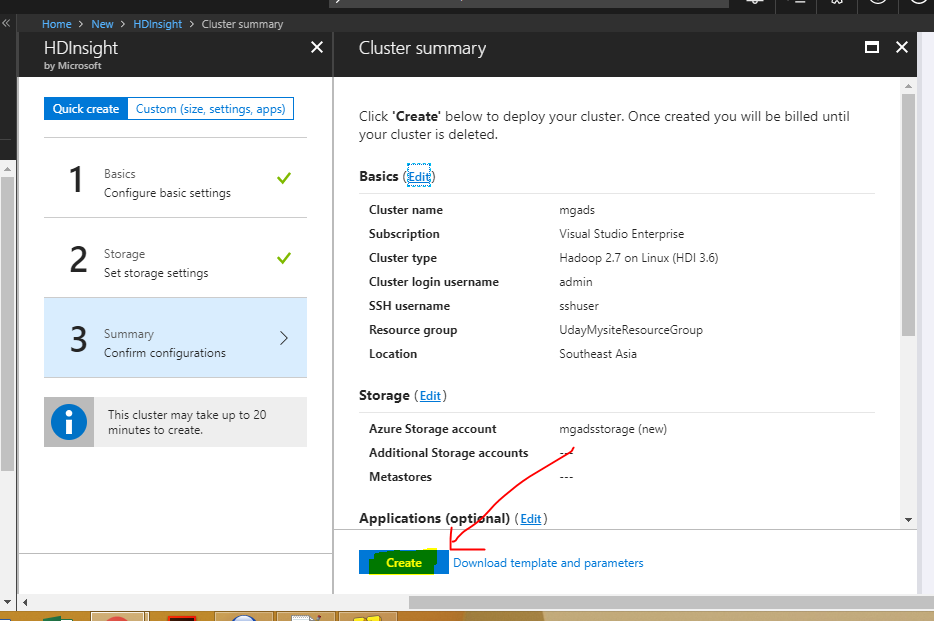 Home > New > HDInsight > Cluster summary
HDInsight
by Microsoft
Cluster summary
Quick create Custom (size, settings, apps)
1 Basics
Configure basic settings
2 Storage
Set storage settings
3 Summary
Confirm configurations
This cluster may take up to 20
minutes to create.
Click 'Create' below to deploy your cluster. Once created you will be billed until
your cluster is deleted.
Basics (Edit)
Cluster name mgads
Subscription Visual Studio Enterprise
Cluster type Hadoop 2.7 on Linux (HDI 3.6)
Cluster login username admin
SSH username sshuser
Resource group UdayMysiteResourceGroup
Location Southeast Asia
Storage (Edit)
Azure Storage account mgadsstorage (new)
Additional Storage accounts ---
Metastores ---
Applications (optional) (Edit)
Create Download template and parameters